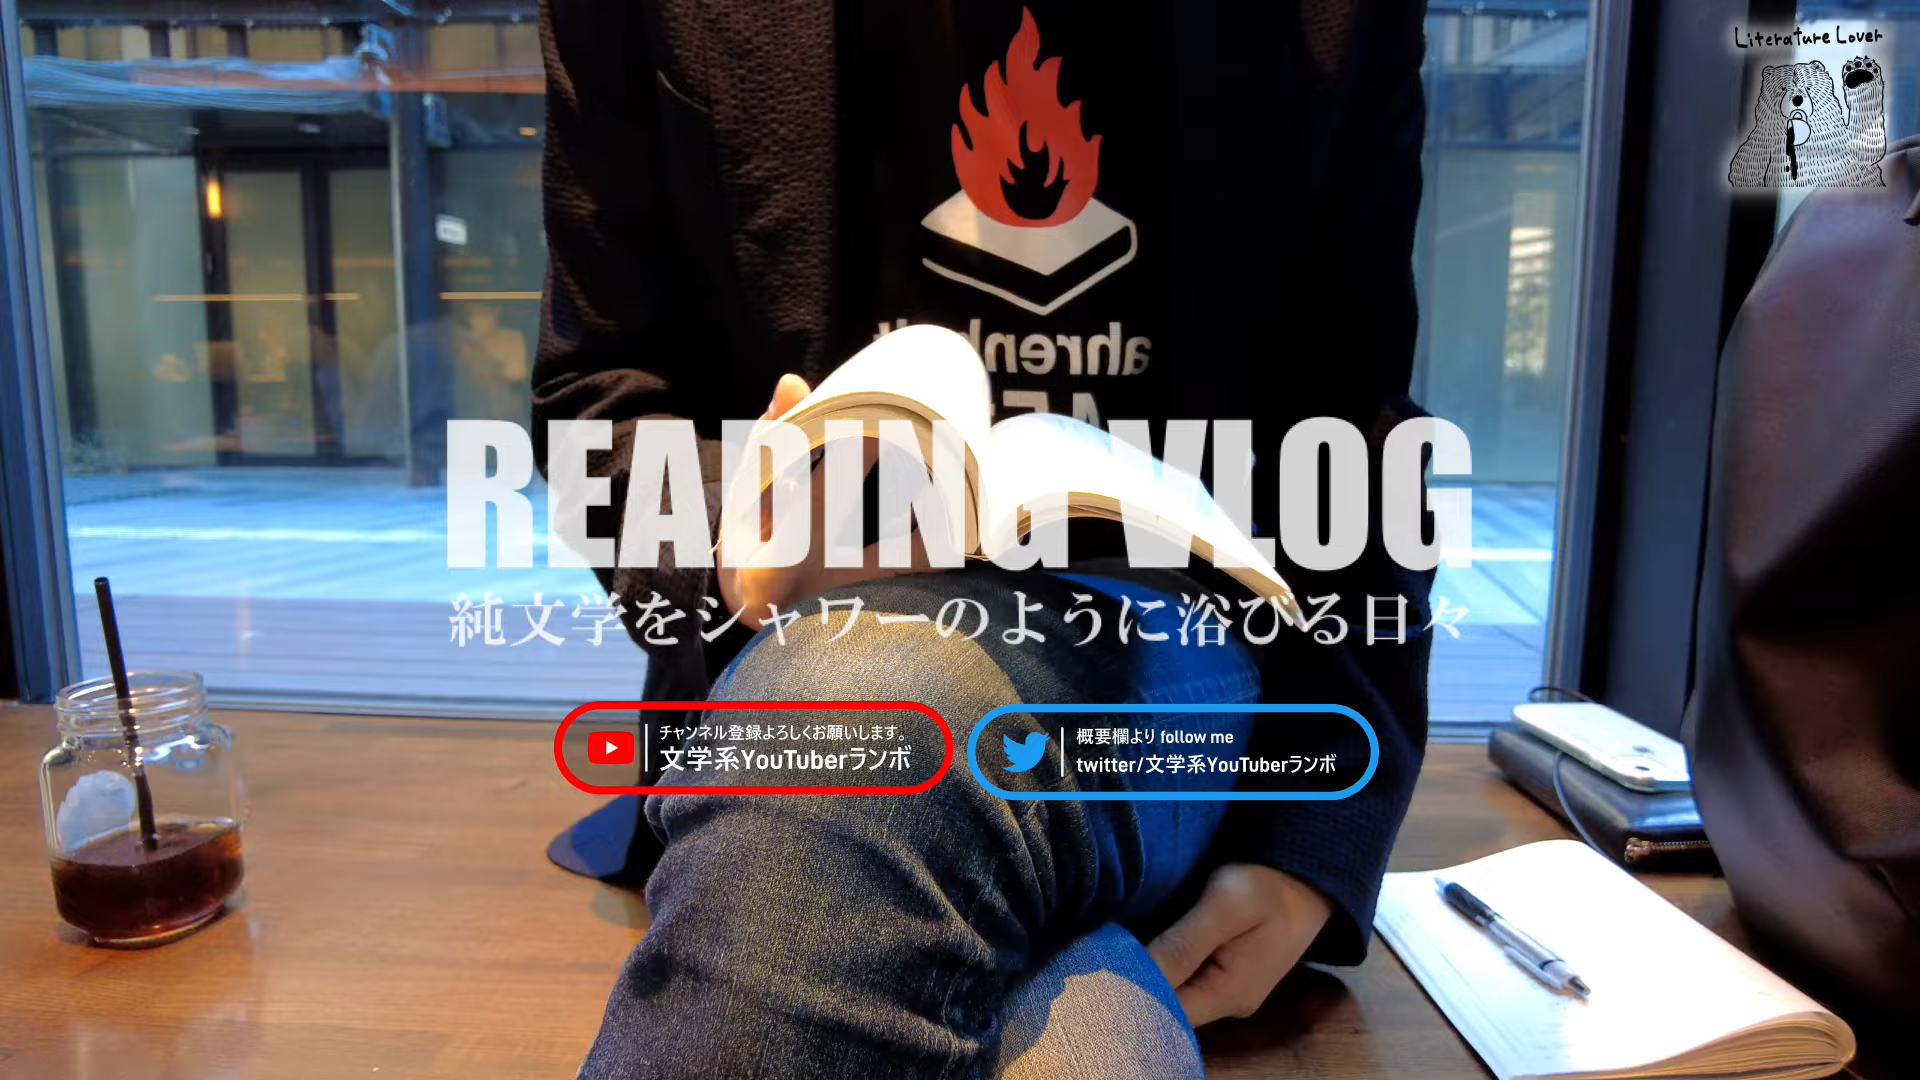 Literature Lover
READING VLOG
純文学をシャワーのように浴びる日々
チャンネル登録よろしくお願いします。
文学系YouTuberランボ
概要欄より follow me
twitter/文学系YouTuberランボ